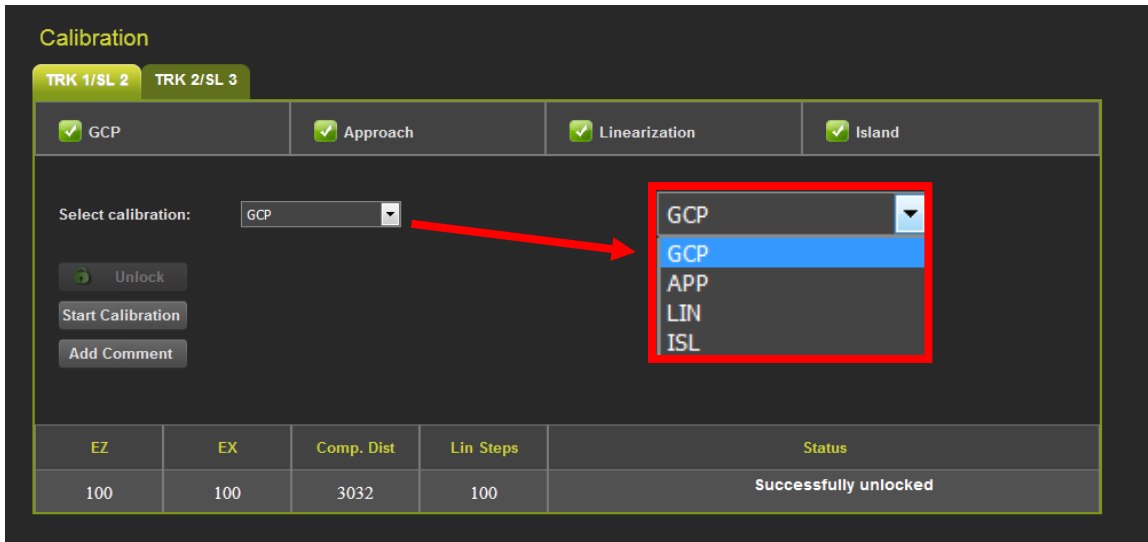 Calibration
TRK 1/SL 2 TRK 2/SL 3
GCP Approach Linearization Island
Select calibration: GCP
GCP
GCP
APP
LIN
ISL
Unlock
Start Calibration
Add Comment
EZ EX Comp. Dist Lin Steps Status
100 100 3032 100 Successfully unlocked